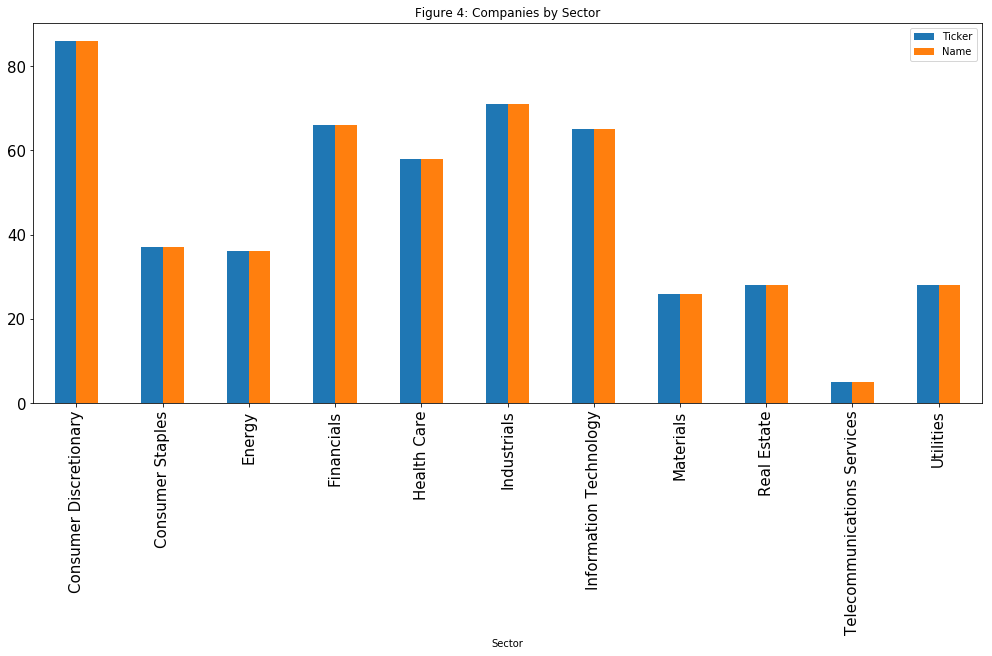 Figure 4: Companies by Sector
Ticker
Name
80
60
40
20
0
Consumer Discretionary
Consumer Staples
Energy
Financials
Health Care
Industrials
Information Technology
Materials
Real Estate
Telecommunications Services
Utilities
Sector